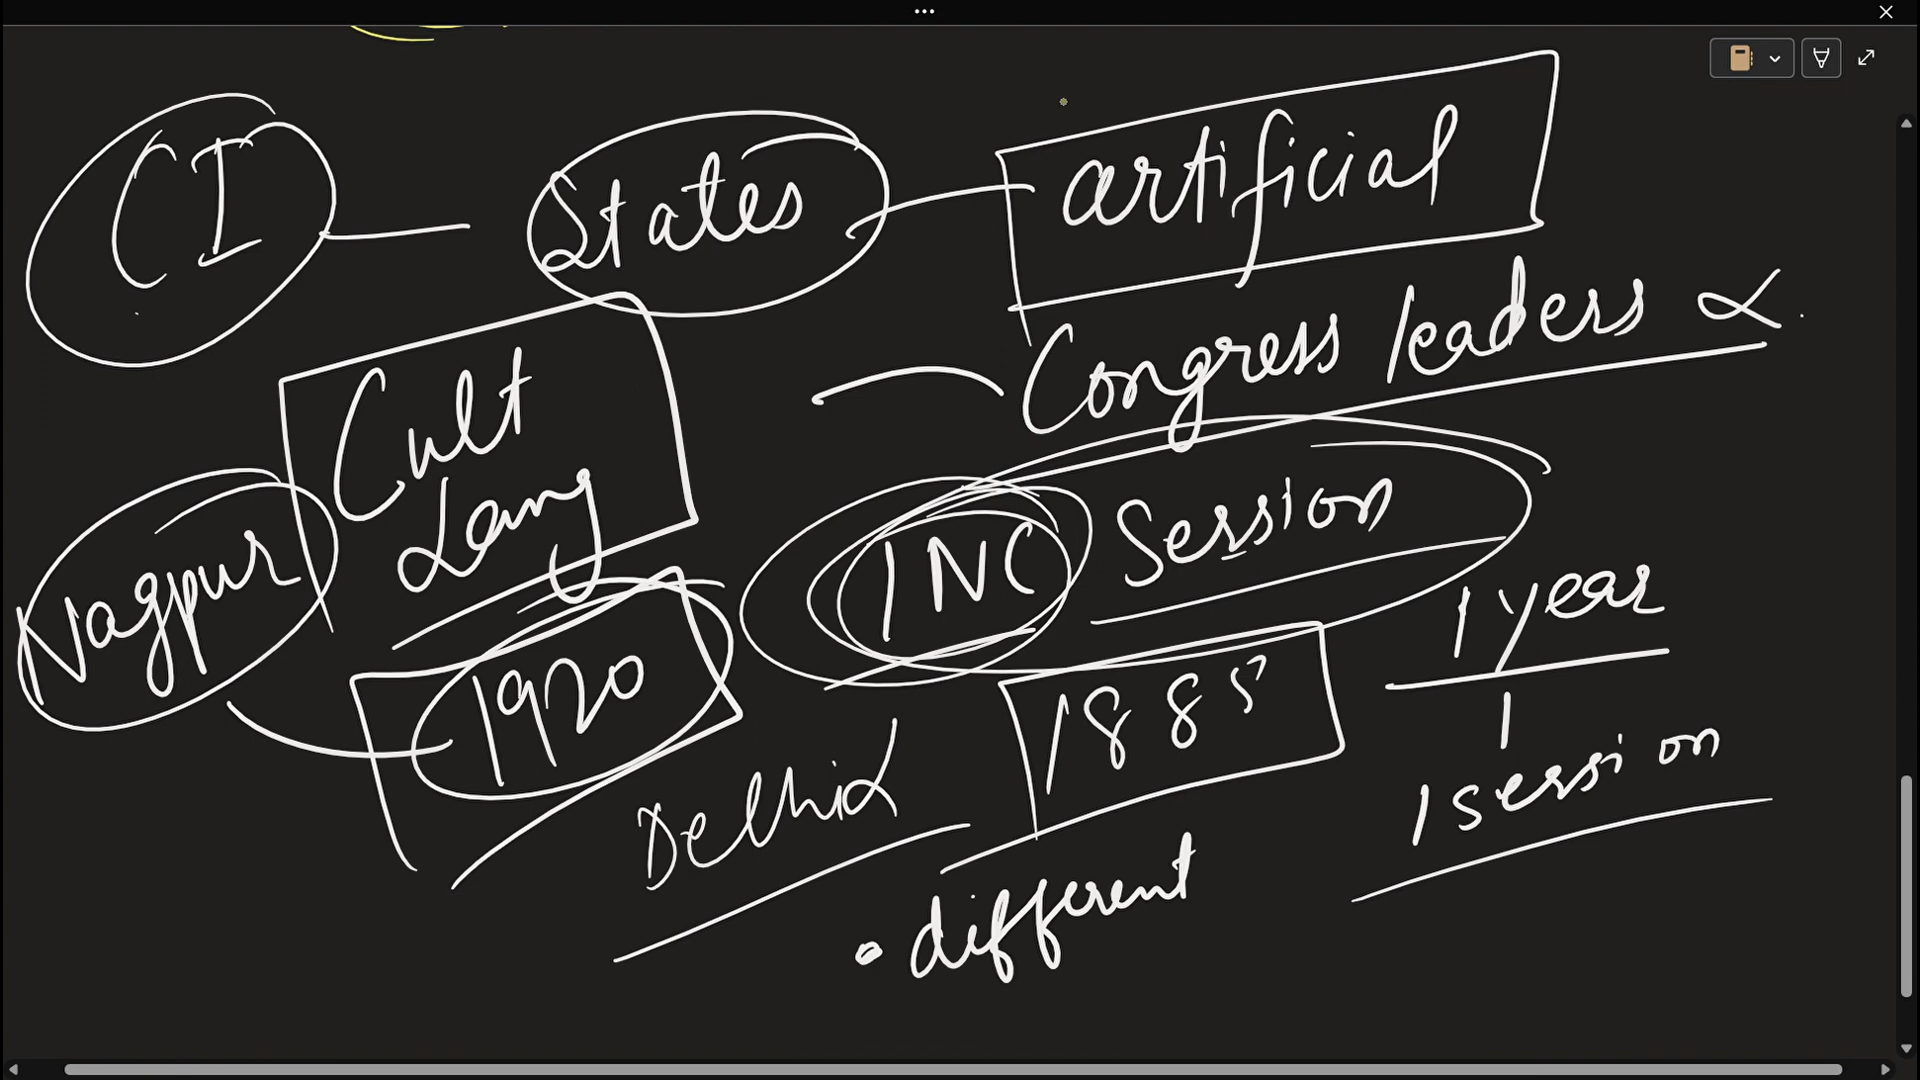 CI — States — artificial
Congress leaders
Cult
Lang
INC Session
Nagpur
1920
1885
1 year
1 session
Delhi
• different